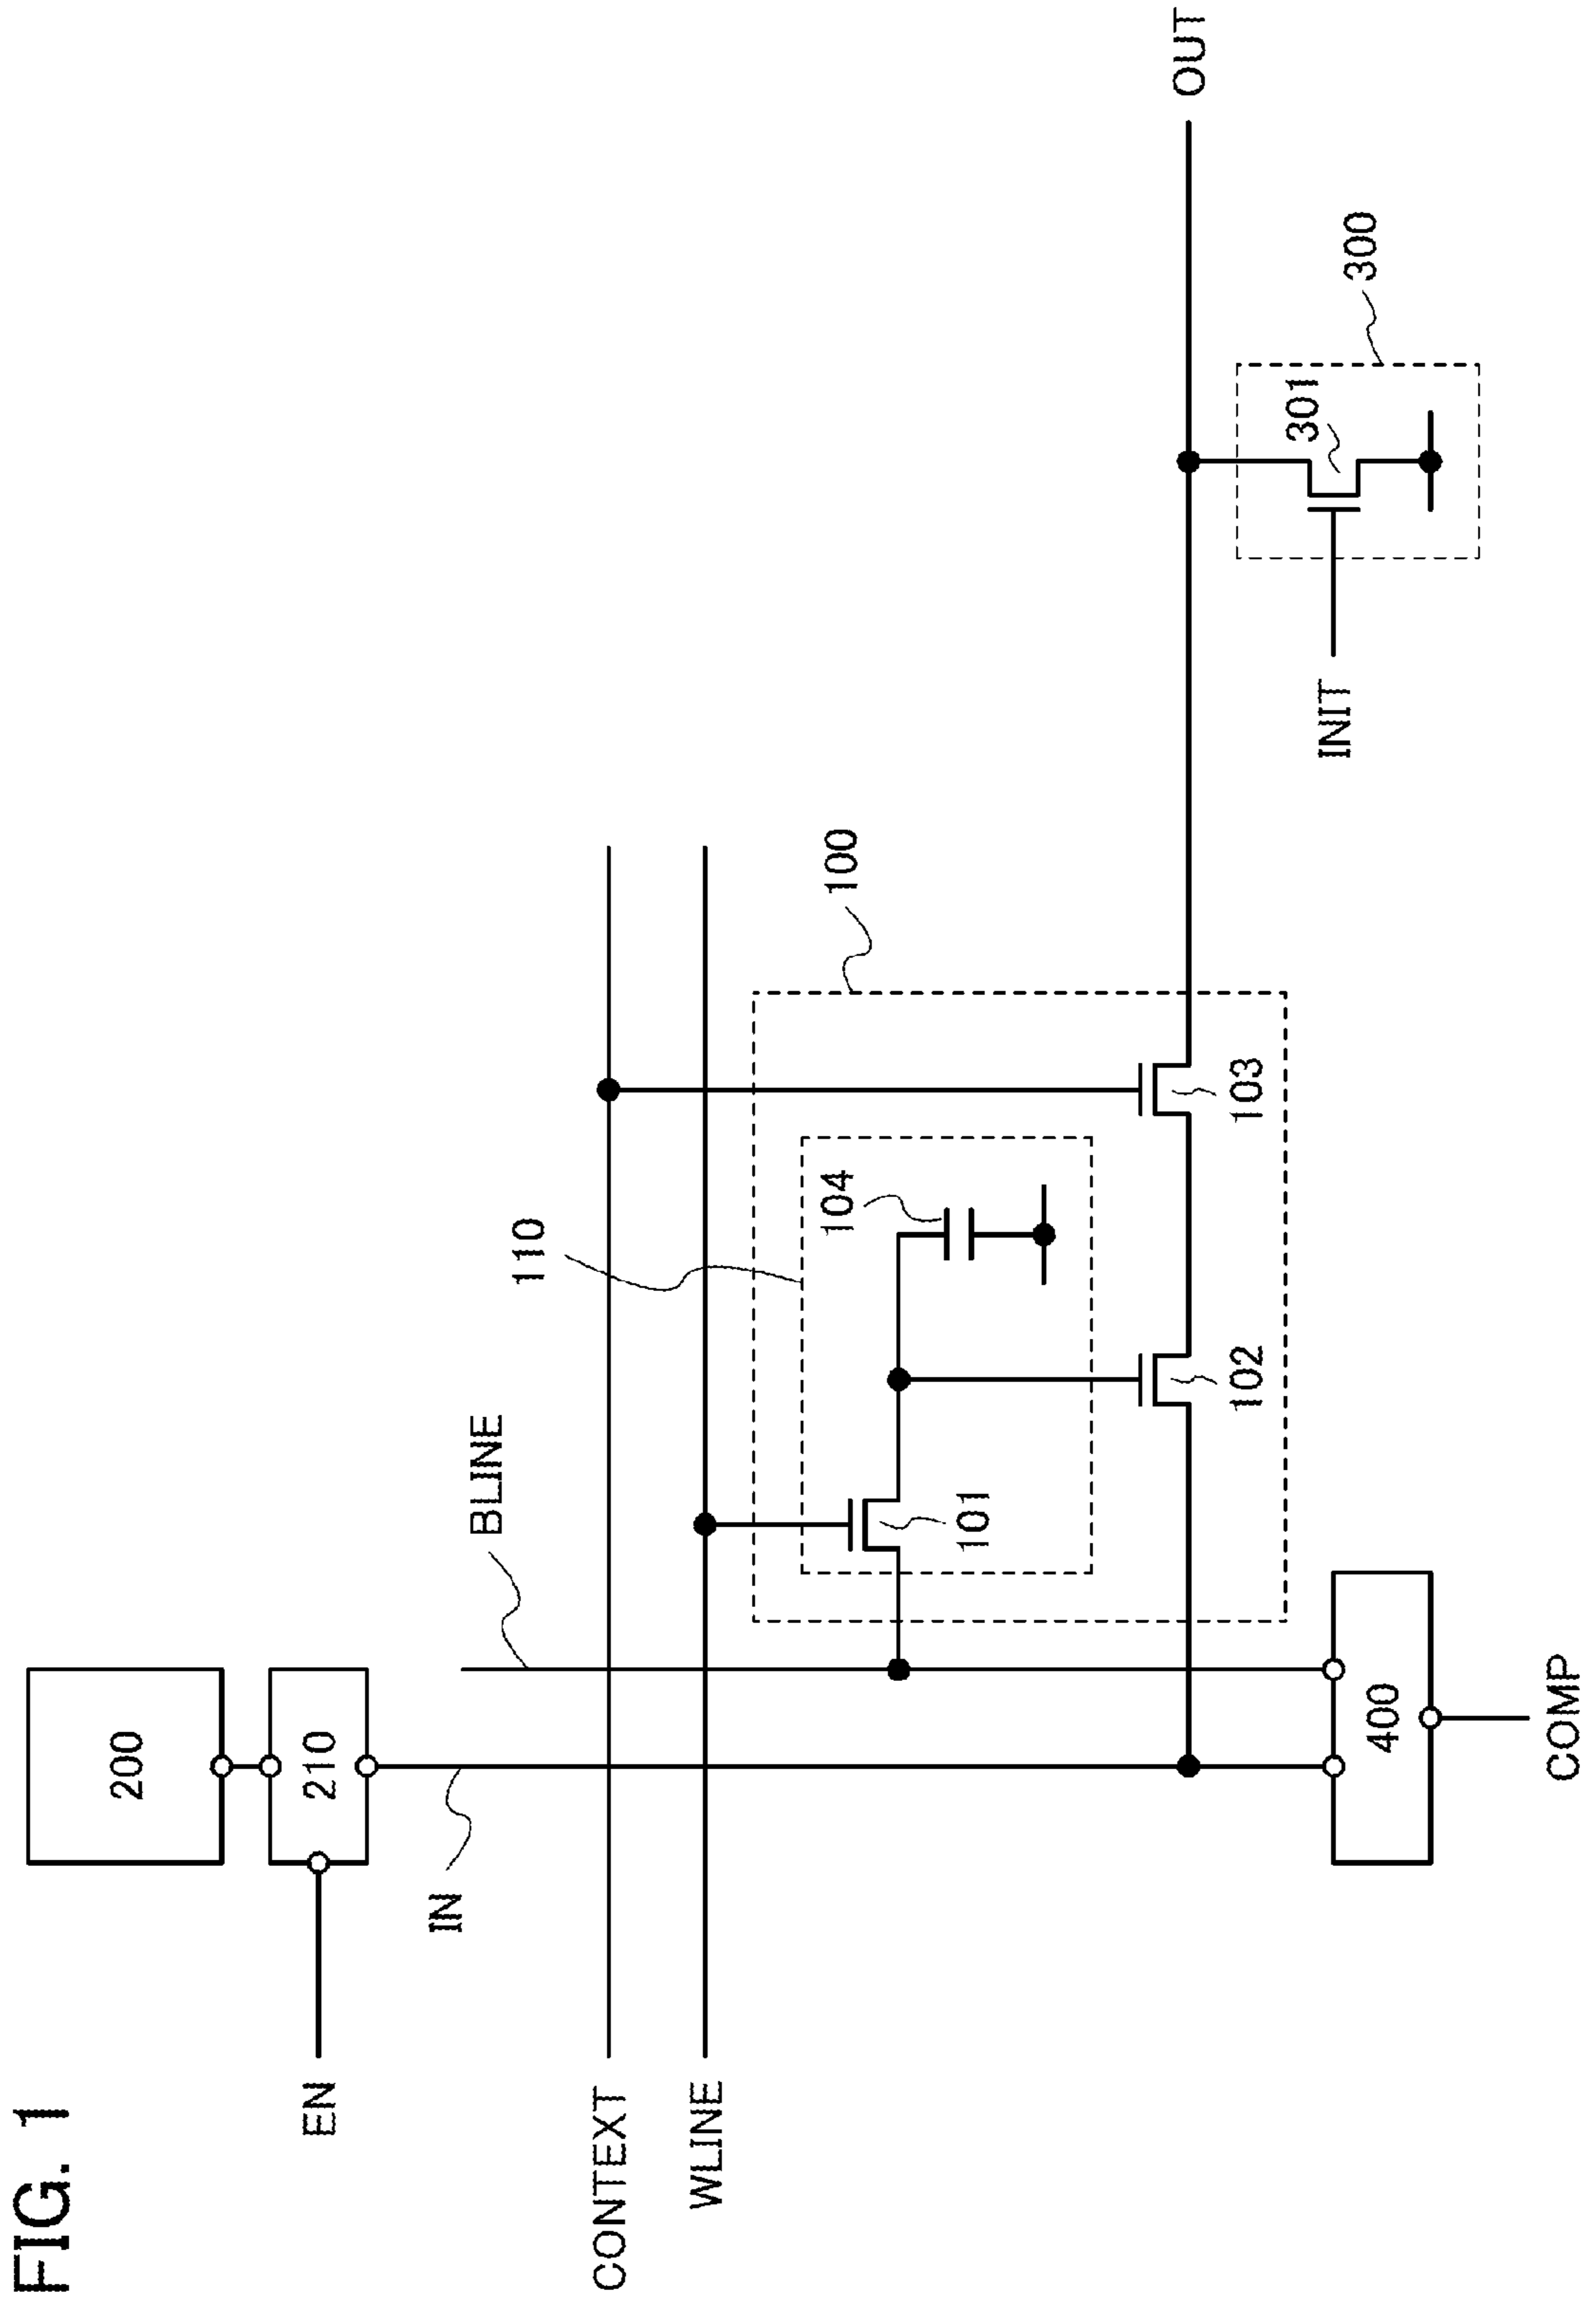 FIG. 1
200
EN
210
IN
BLINE
110
CONTEXT
WLINE
100
104
101
102
103
INIT
301
300
OUT
400
COMP